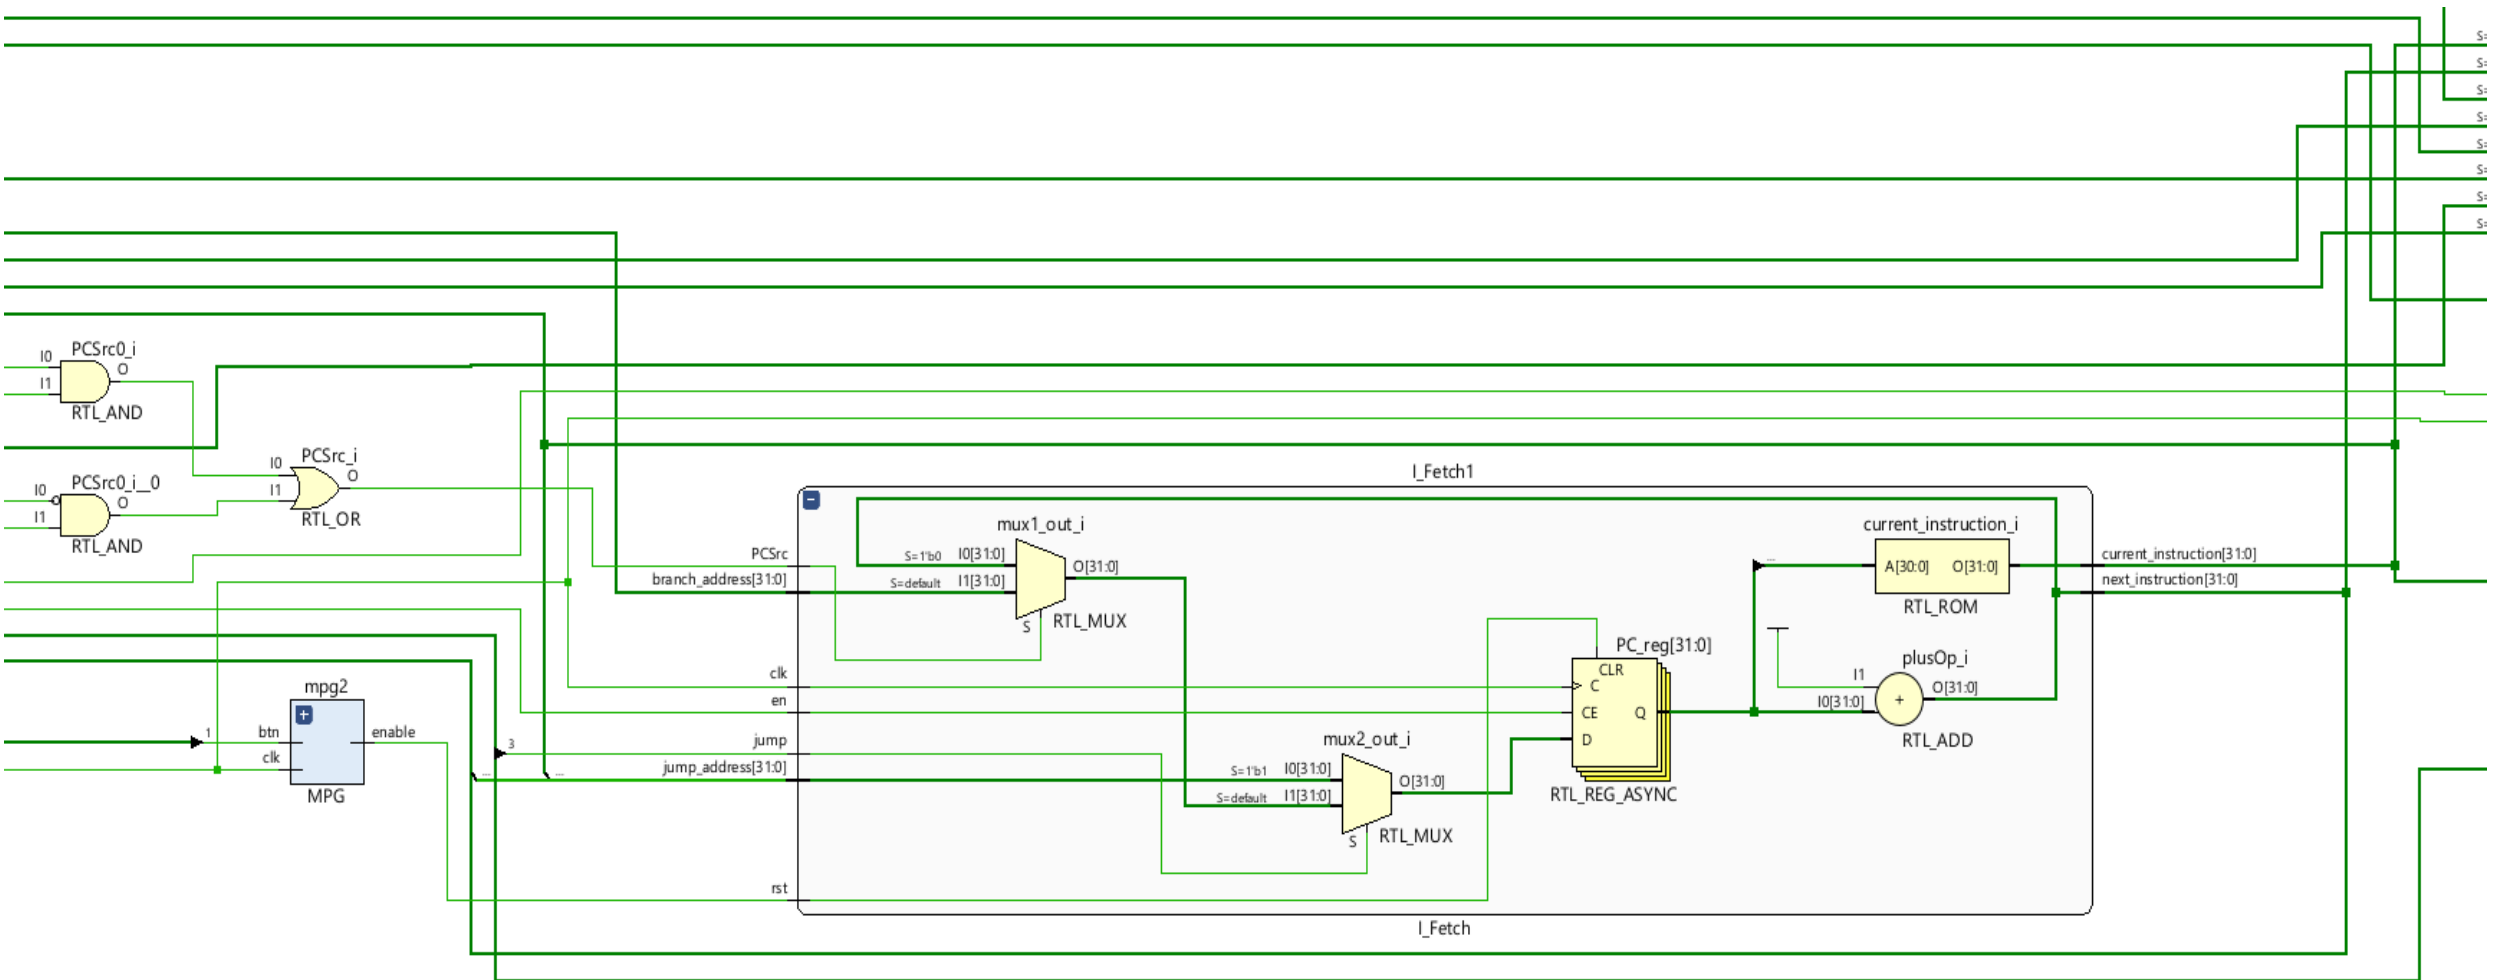 S=
S=
S=
S=
S=
S=
S=
PCSrc0_i
I0
O
I1
RTL_AND
PCSrc_i
I0
O
I1
RTL_OR
PCSrc0_i__0
I0
O
I1
RTL_AND
I_Fetch1
mux1_out_i
S=1'b0 I0[31:0]
O[31:0]
S=default I1[31:0]
S
RTL_MUX
current_instruction_i
...
A[30:0] O[31:0]
RTL_ROM
current_instruction[31:0]
next_instruction[31:0]
PCSrc
branch_address[31:0]
PC_reg[31:0]
CLR
C
CE Q
D
RTL_REG_ASYNC
plusOp_i
I1
O[31:0]
+
I0[31:0]
RTL_ADD
clk
en
mpg2
1
btn enable
clk
MPG
3
jump
... ...
jump_address[31:0]
mux2_out_i
S=1'b1 I0[31:0]
O[31:0]
S=default I1[31:0]
S
RTL_MUX
rst
I_Fetch